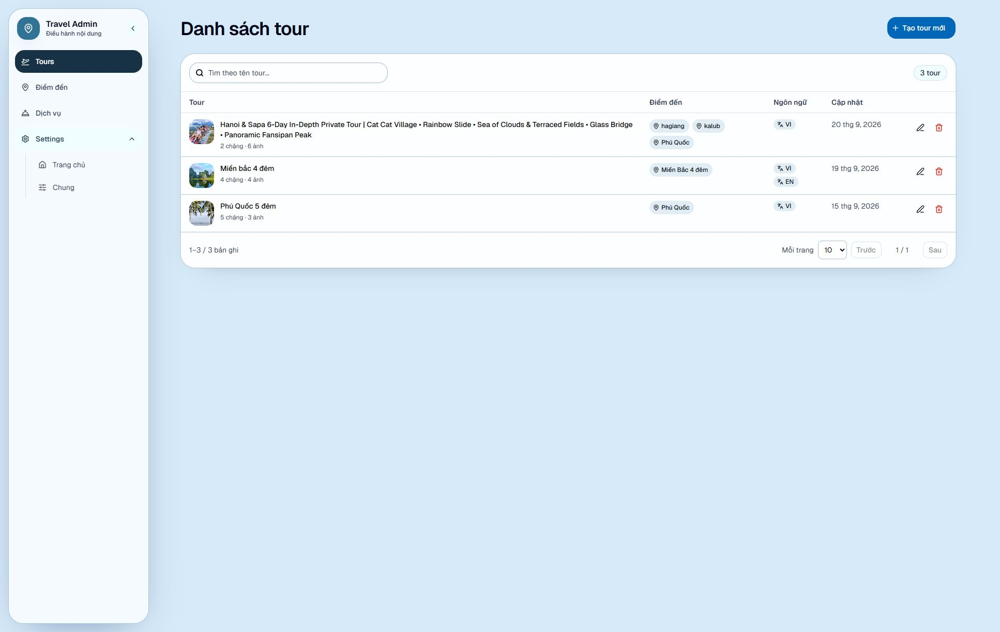 Travel Admin
Điều hành nội dung
Tours
Điểm đến
Dịch vụ
Settings
Trang chủ
Chung
Danh sách tour
Tạo tour mới
Tìm theo tên tour...
3 tour
Tour
Điểm đến
Ngôn ngữ
Cập nhật
Hanoi & Sapa 6-Day In-Depth Private Tour | Cat Cat Village • Rainbow Slide • Sea of Clouds & Terraced Fields • Glass Bridge
• Panoramic Fansipan Peak
2 chặng · 6 ảnh
hagiang
kalub
Phú Quốc
VI
20 thg 9, 2026
Miền bắc 4 đêm
4 chặng · 4 ảnh
Miền Bắc 4 đêm
VI
EN
19 thg 9, 2026
Phú Quốc 5 đêm
5 chặng · 3 ảnh
Phú Quốc
VI
15 thg 9, 2026
1–3 / 3 bản ghi
Mỗi trang
10
Trước
1 / 1
Sau